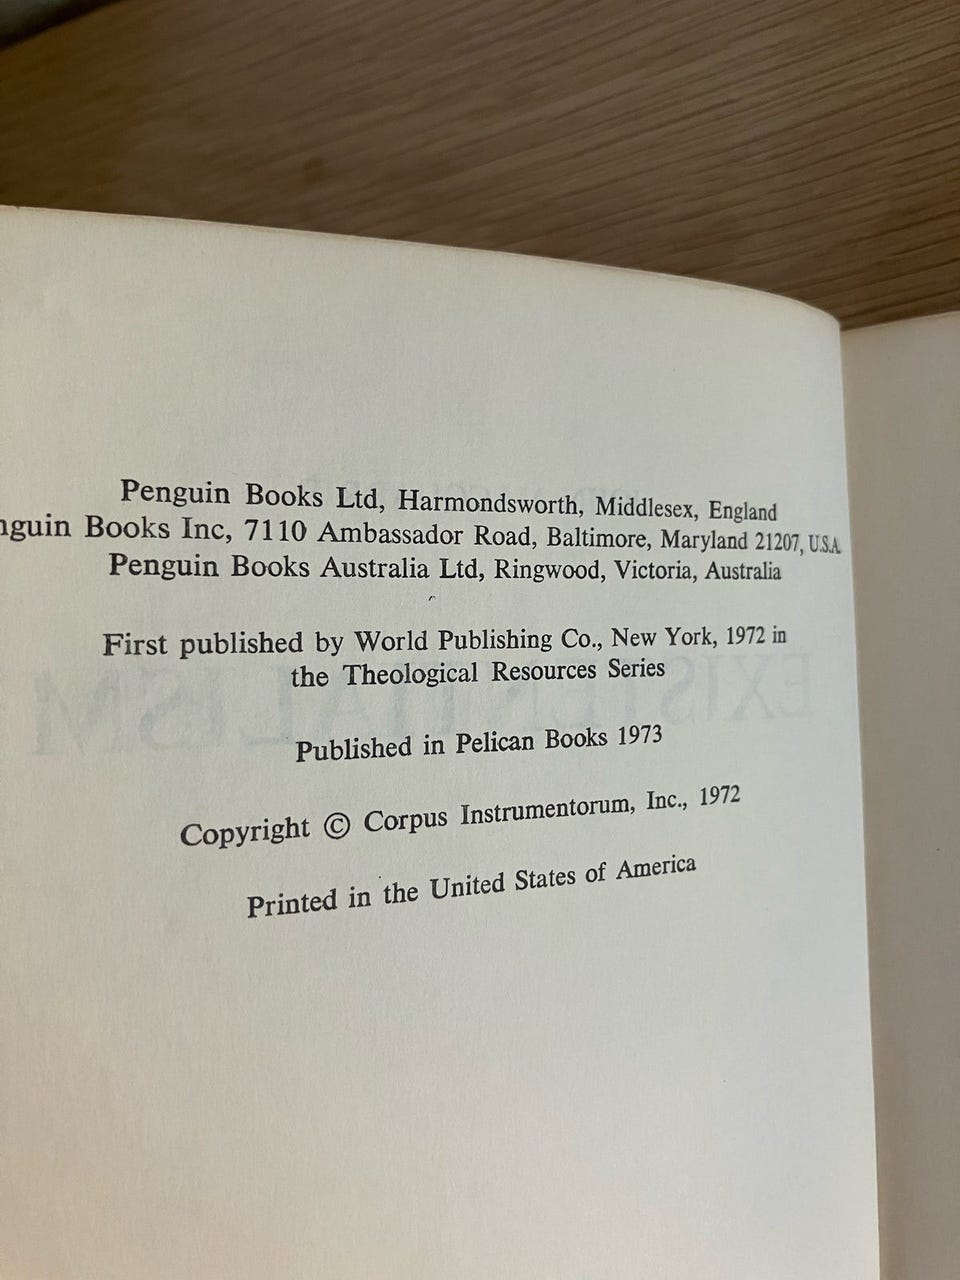 Penguin Books Ltd, Harmondsworth, Middlesex, England
nguin Books Inc, 7110 Ambassador Road, Baltimore, Maryland 21207, U.S.A.
Penguin Books Australia Ltd, Ringwood, Victoria, Australia
First published by World Publishing Co., New York, 1972 in
the Theological Resources Series
Published in Pelican Books 1973
Copyright © Corpus Instrumentorum, Inc., 1972
Printed in the United States of America
EXISTENTIALISM